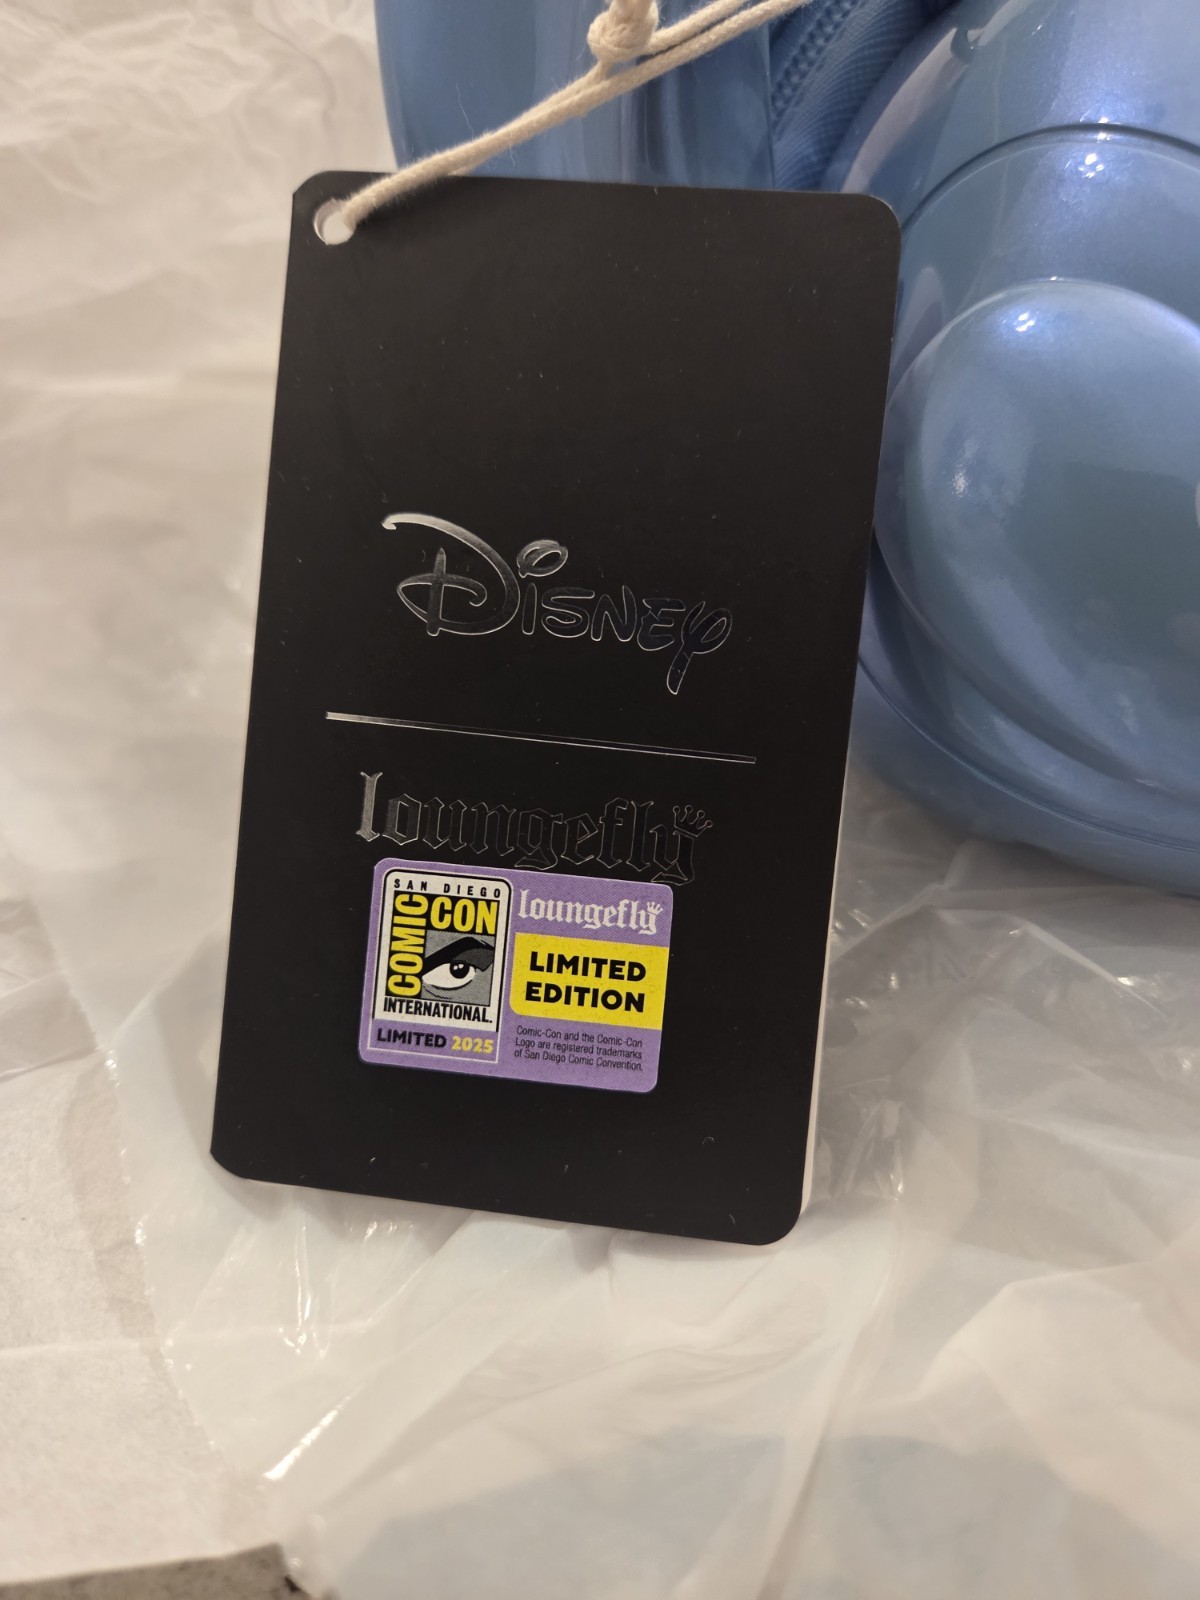 Disney
loungefly
SAN DIEGO
COMIC CON
INTERNATIONAL.
LIMITED 2025
loungefly
LIMITED
EDITION
Comic-Con and the Comic-Con
Logo are registered trademarks
of San Diego Comic Convention.